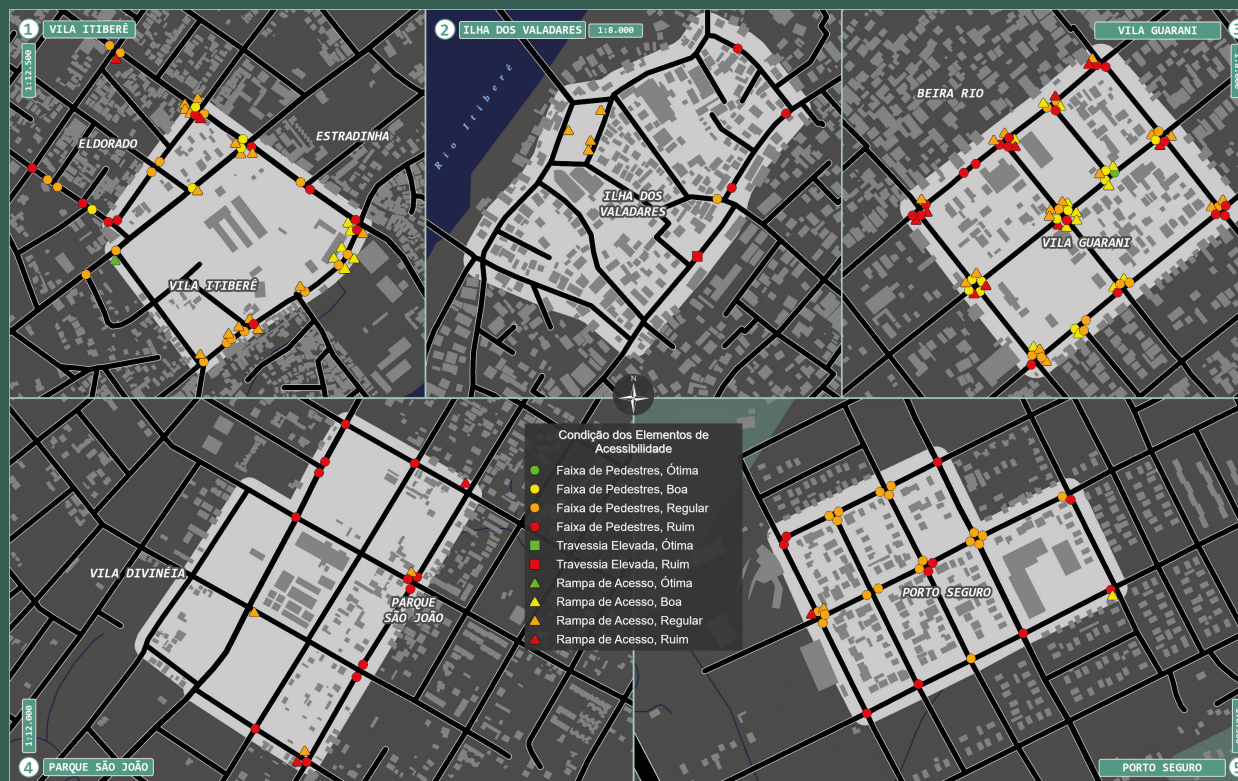 1 VILA ITIBERÊ
1:12.500
ELDORADO
ESTRADINHA
VILA ITIBERÊ
2 ILHA DOS VALADARES 1:8.000
Rio Itiberê
ILHA DOS
VALADARES
VILA GUARANI 3
BEIRA RIO
VILA GUARANI
N
Condição dos Elementos de
Acessibilidade
Faixa de Pedestres, Ótima
Faixa de Pedestres, Boa
Faixa de Pedestres, Regular
Faixa de Pedestres, Ruim
Travessia Elevada, Ótima
Travessia Elevada, Ruim
Rampa de Acesso, Ótima
Rampa de Acesso, Boa
Rampa de Acesso, Regular
Rampa de Acesso, Ruim
VILA DIVINÉIA
PARQUE
SÃO JOÃO
1:12.000
4 PARQUE SÃO JOÃO
PORTO SEGURO
PORTO SEGURO 5